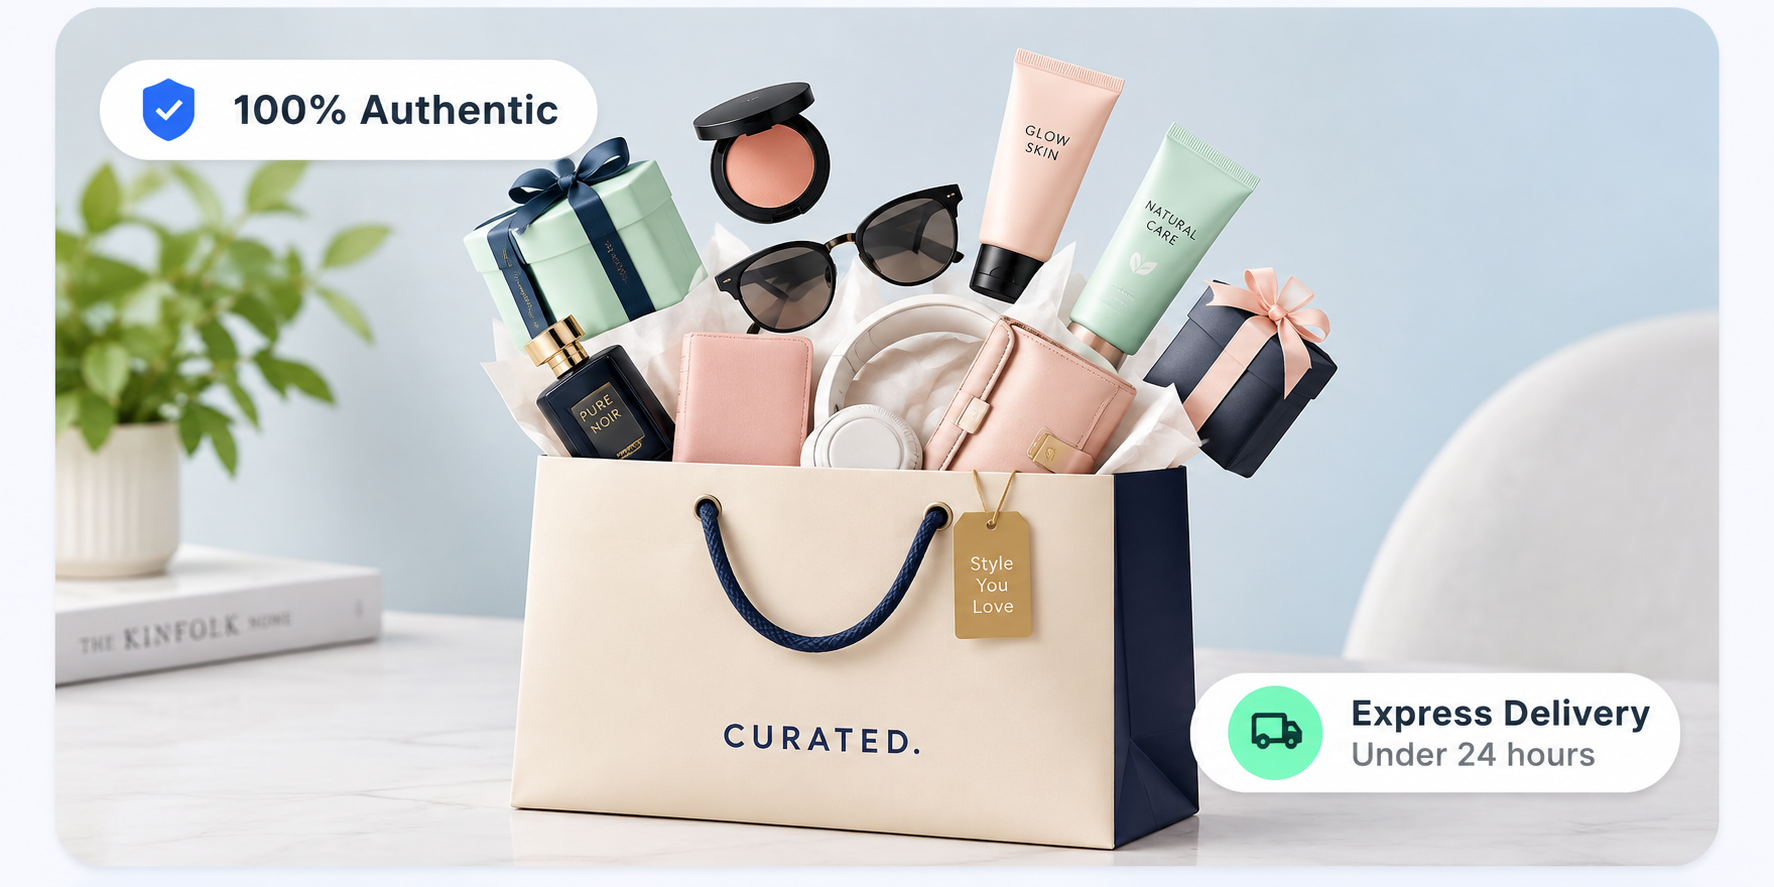 100% Authentic
GLOW
SKIN
NATURAL
CARE
PURE
NOIR
Style
You
Love
THE KINFOLK HOME
CURATED.
Express Delivery
Under 24 hours